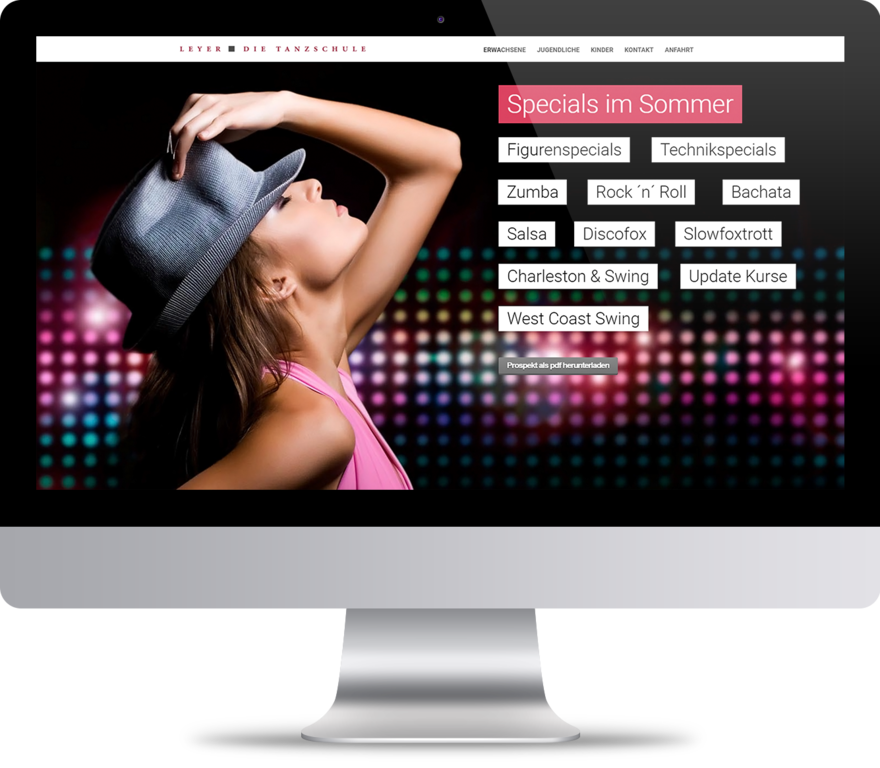 LEYER ■ DIE TANZSCHULE ERWACHSENE JUGENDLICHE KINDER KONTAKT ANFAHRT
Specials im Sommer
Figurenspecials Technikspecials
Zumba Rock ´n´ Roll Bachata
Salsa Discofox Slowfoxtrott
Charleston & Swing Update Kurse
West Coast Swing
Prospekt als pdf herunterladen